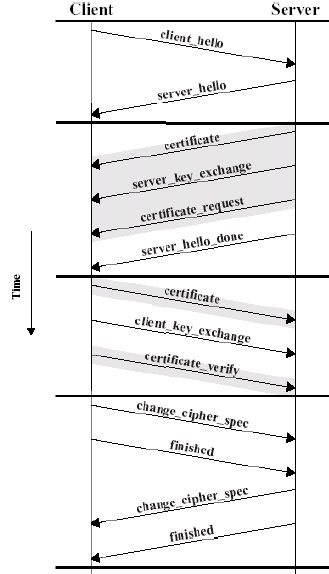 Client Server
client_hello
server_hello
certificate
server_key_exchange
certificate_request
server_hello_done
Time
certificate
client_key_exchange
certificate_verify
change_cipher_spec
finished
change_cipher_spec
finished